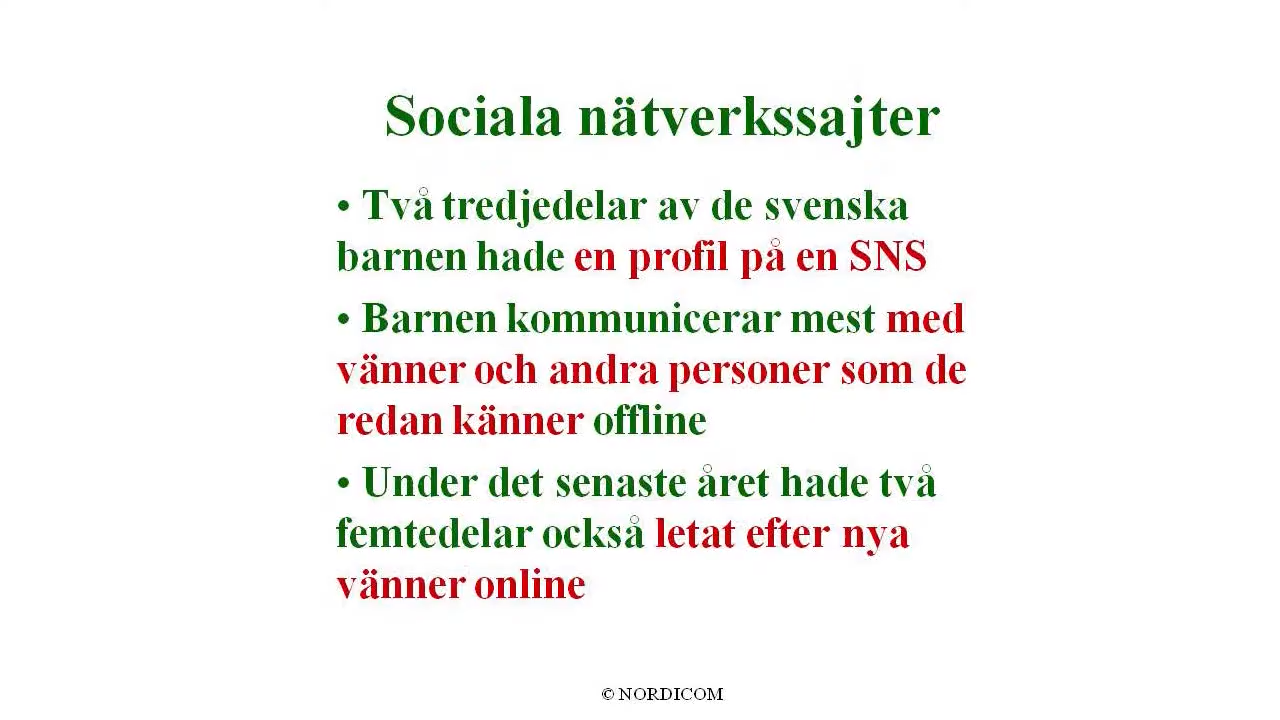 Sociala nätverkssajter
• Två tredjedelar av de svenska
barnen hade en profil på en SNS
• Barnen kommunicerar mest med
vänner och andra personer som de
redan känner offline
• Under det senaste året hade två
femtedelar också letat efter nya
vänner online
© NORDICOM